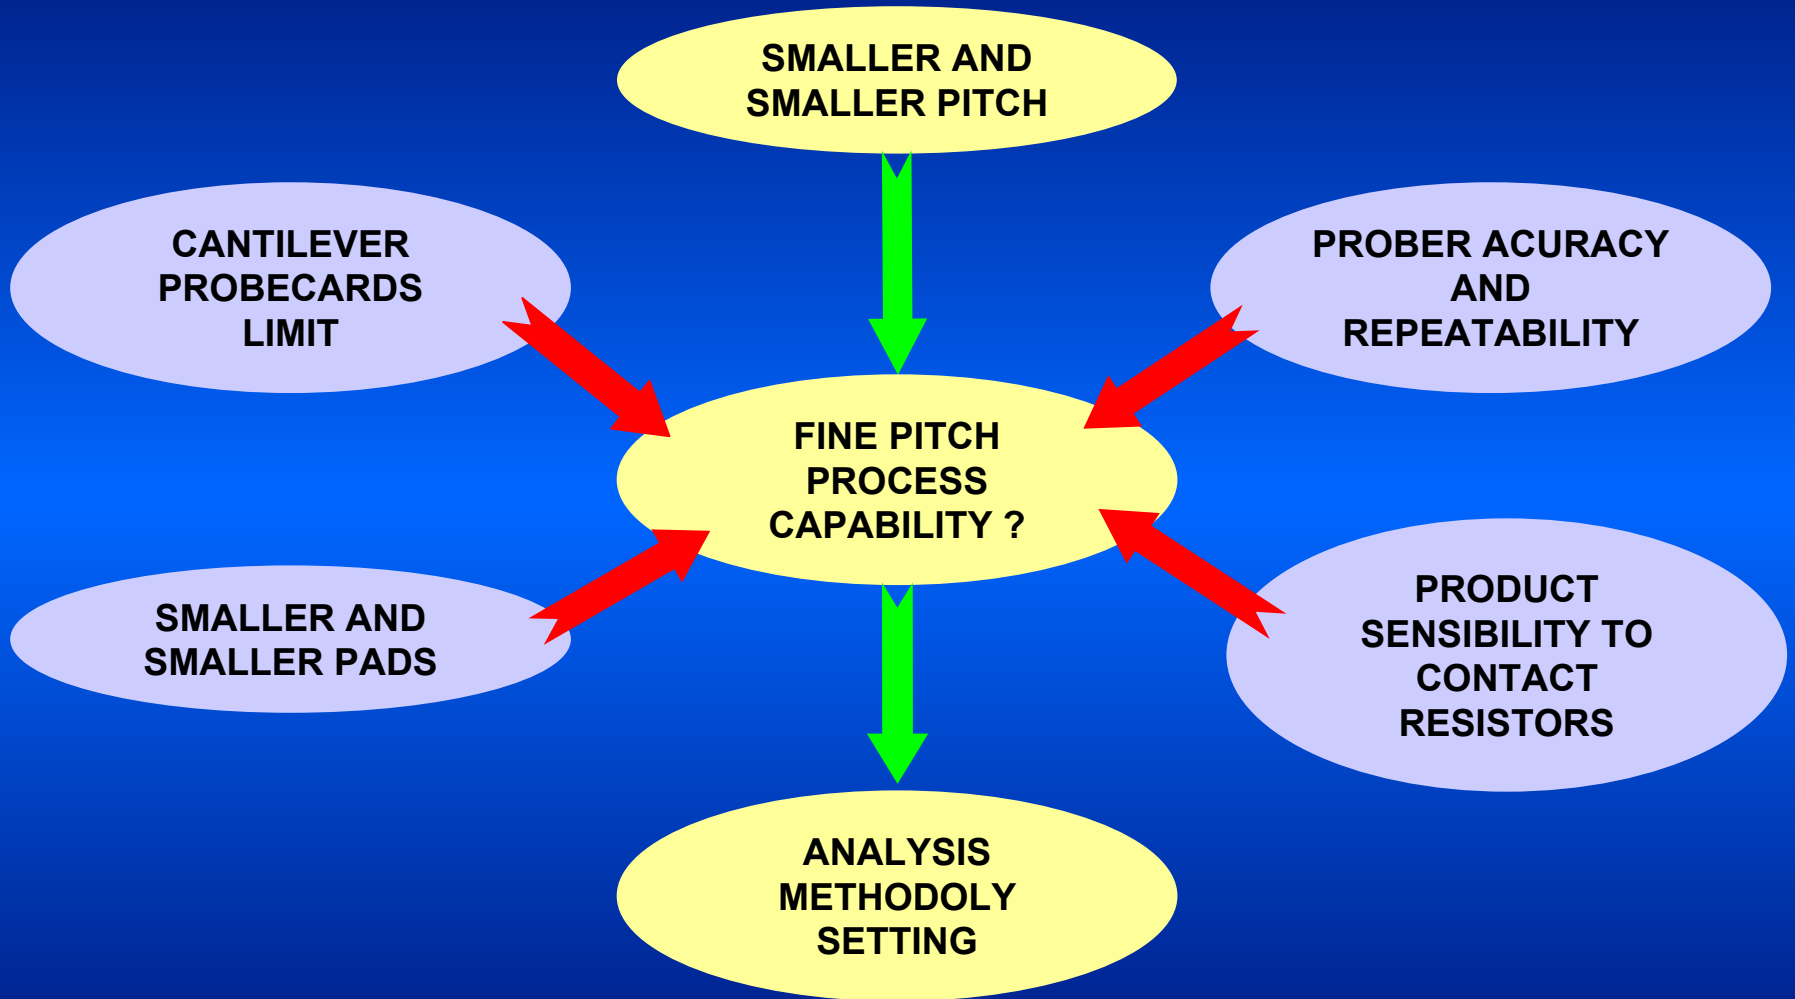 SMALLER AND
SMALLER PITCH
CANTILEVER
PROBECARDS
LIMIT
PROBER ACURACY
AND
REPEATABILITY
FINE PITCH
PROCESS
CAPABILITY ?
SMALLER AND
SMALLER PADS
PRODUCT
SENSIBILITY TO
CONTACT
RESISTORS
ANALYSIS
METHODOLY
SETTING